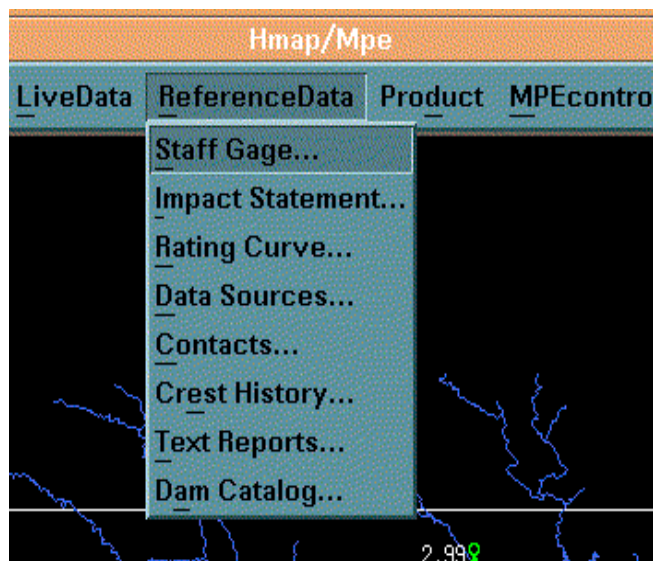 Hmap/Mpe
LiveData ReferenceData Product MPEcontro
Staff Gage...
Impact Statement...
Rating Curve...
Data Sources...
Contacts...
Crest History...
Text Reports...
Dam Catalog...
2.99